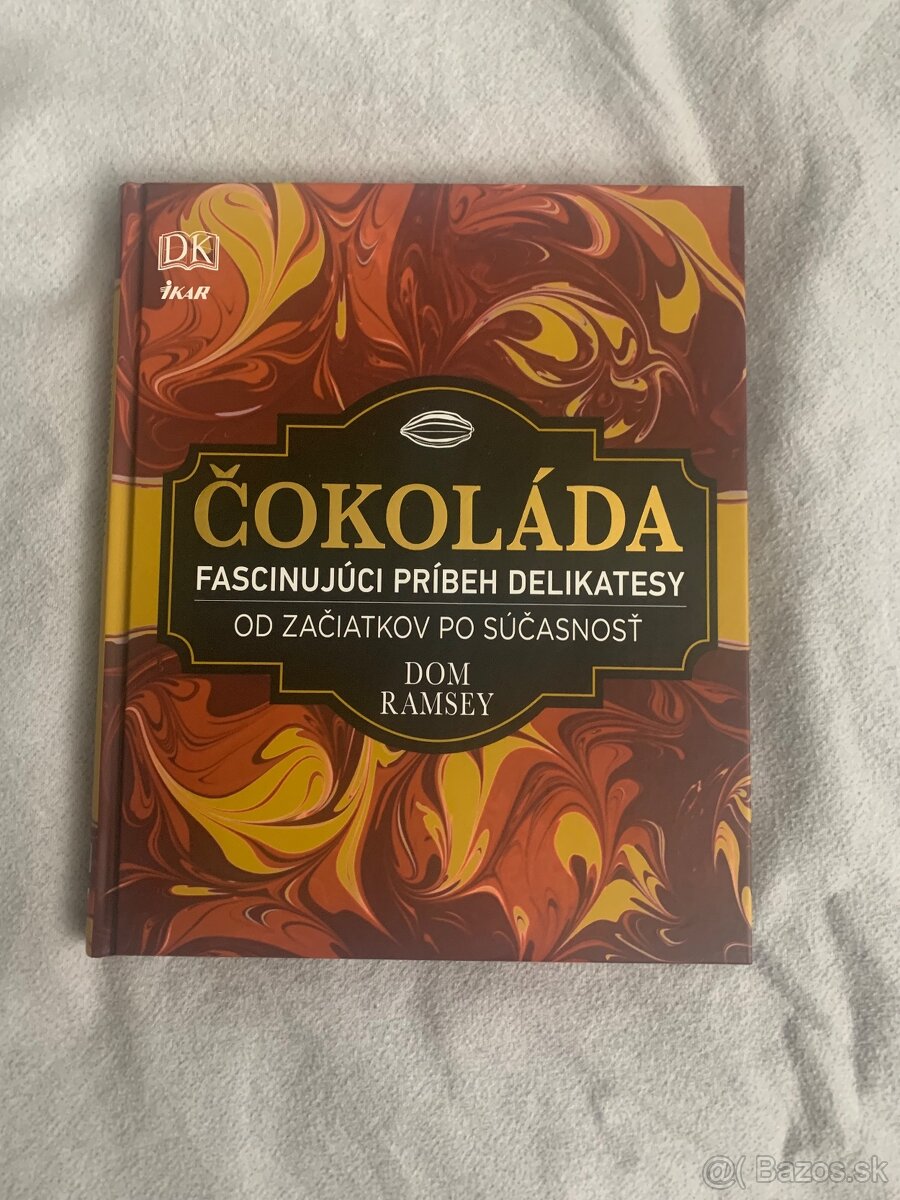 DK
iKAR
ČOKOLÁDA
FASCINUJÚCI PRÍBEH DELIKATESY
OD ZAČIATKOV PO SÚČASNOSŤ
DOM
RAMSEY
@( Bazos.sk